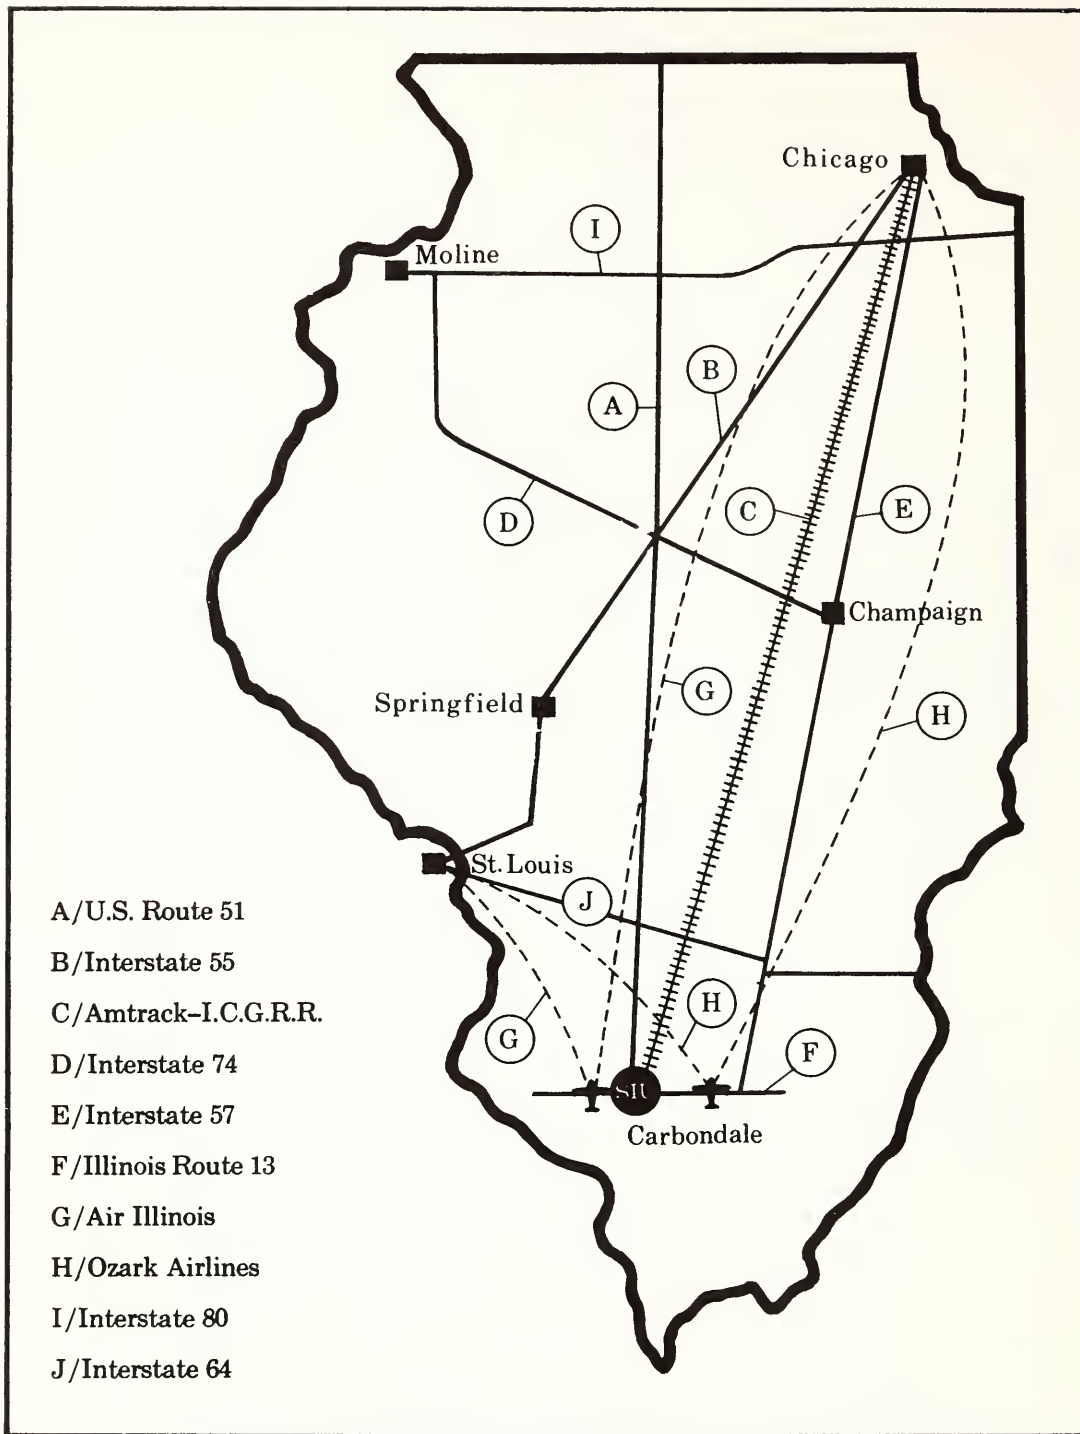 Chicago
I
Moline
B
A
C
E
D
Champaign
G
Springfield
H
St. Louis
J
H
G
F
SIU
Carbondale
A/U.S. Route 51
B/Interstate 55
C/Amtrack–I.C.G.R.R.
D/Interstate 74
E/Interstate 57
F/Illinois Route 13
G/Air Illinois
H/Ozark Airlines
I/Interstate 80
J/Interstate 64